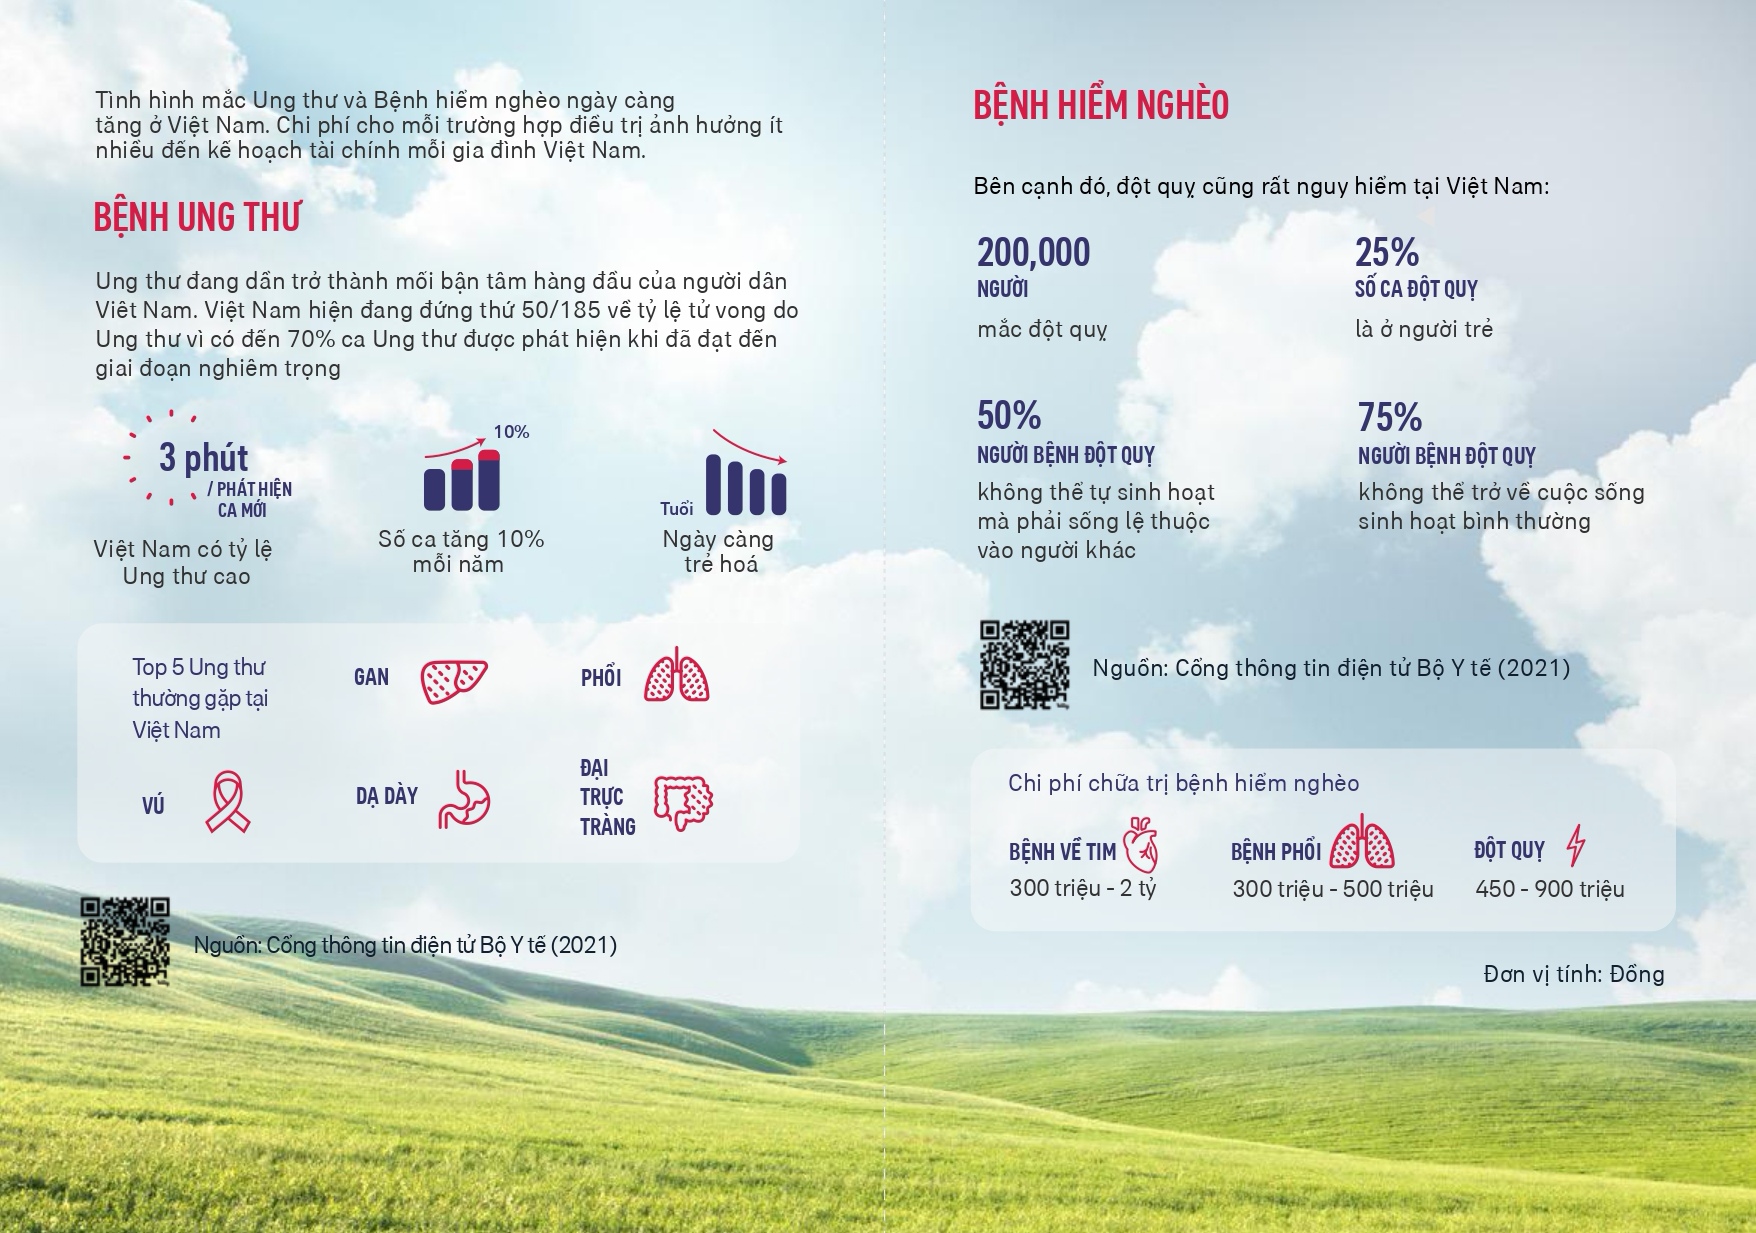 Tình hình mắc Ung thư và Bệnh hiểm nghèo ngày càng
tăng ở Việt Nam. Chi phí cho mỗi trường hợp điều trị ảnh hưởng ít
nhiều đến kế hoạch tài chính mỗi gia đình Việt Nam.
BỆNH UNG THƯ
Ung thư đang dần trở thành mối bận tâm hàng đầu của người dân
Viêt Nam. Việt Nam hiện đang đứng thứ 50/185 về tỷ lệ tử vong do
Ung thư vì có đến 70% ca Ung thư được phát hiện khi đã đạt đến
giai đoạn nghiêm trọng
3 phút
/ PHÁT HIỆN
CA MỚI
Việt Nam có tỷ lệ
Ung thư cao
10%
Số ca tăng 10%
mỗi năm
Tuổi
Ngày càng
trẻ hoá
Top 5 Ung thư
thường gặp tại
Việt Nam
GAN
PHỔI
VÚ
DẠ DÀY
ĐẠI
TRỰC
TRÀNG
Nguồn: Cổng thông tin điện tử Bộ Y tế (2021)
BỆNH HIỂM NGHÈO
Bên cạnh đó, đột quỵ cũng rất nguy hiểm tại Việt Nam:
200,000
NGƯỜI
mắc đột quỵ
25%
SỐ CA ĐỘT QUỴ
là ở người trẻ
50%
NGƯỜI BỆNH ĐỘT QUỴ
không thể tự sinh hoạt
mà phải sống lệ thuộc
vào người khác
75%
NGƯỜI BỆNH ĐỘT QUỴ
không thể trở về cuộc sống
sinh hoạt bình thường
Nguồn: Cổng thông tin điện tử Bộ Y tế (2021)
Chi phí chữa trị bệnh hiểm nghèo
BỆNH VỀ TIM
300 triệu - 2 tỷ
BỆNH PHỔI
300 triệu - 500 triệu
ĐỘT QUỴ
450 - 900 triệu
Đơn vị tính: Đồng